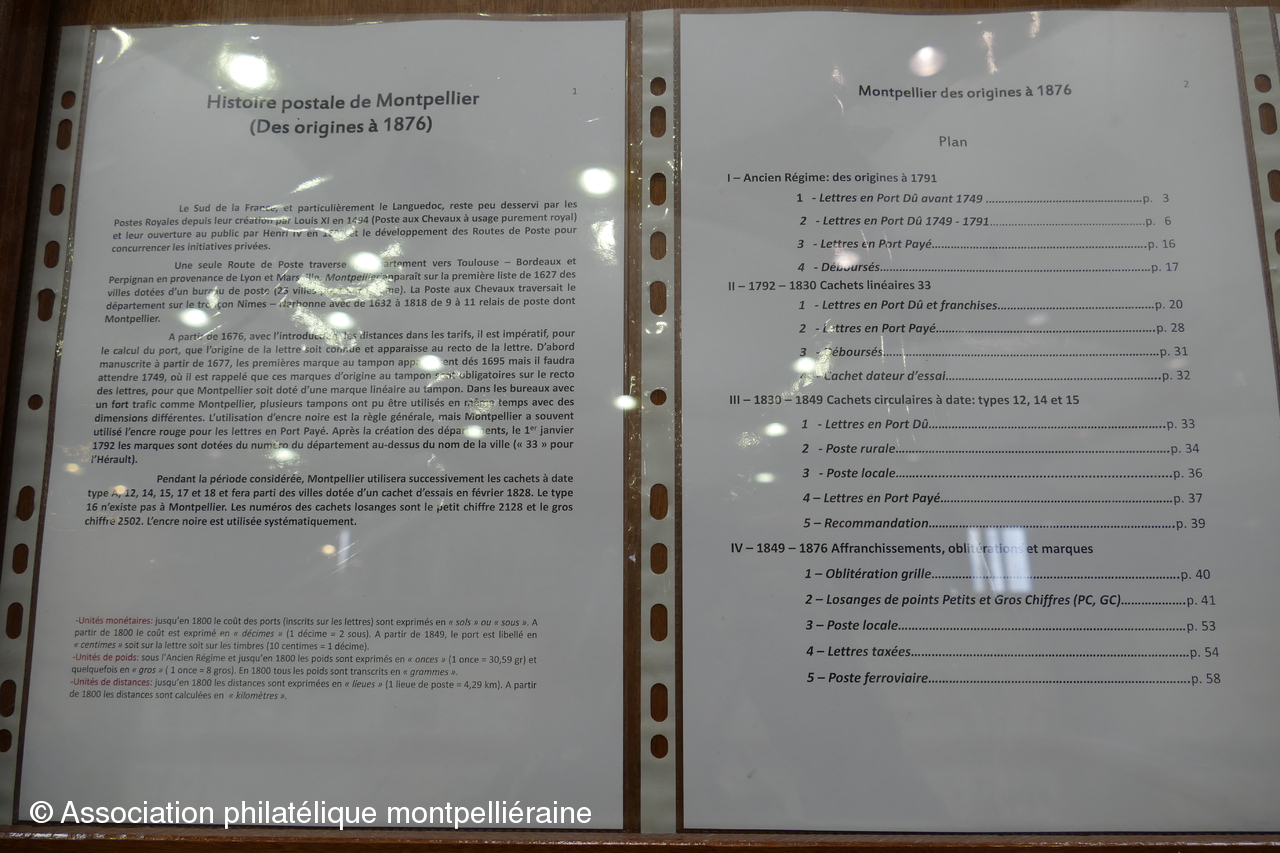 1
Histoire postale de Montpellier
(Des origines à 1876)
Le Sud de la France, et particulièrement le Languedoc, reste peu desservi par les
Postes Royales depuis leur création par Louis XI en 1494 (Poste aux Chevaux à usage purement royal)
et leur ouverture au public par Henri IV en et le développement des Routes de Poste pour
concurrencer les initiatives privées.
Une seule Route de Poste traverse département vers Toulouse – Bordeaux et
Perpignan en provenance de Lyon et Marseille. Montpellier apparaît sur la première liste de 1627 des
villes dotées d'un bureau de poste (23 villes La Poste aux Chevaux traversait le
département sur le tronçon Nîmes – Narbonne avec de 1632 à 1818 de 9 à 11 relais de poste dont
Montpellier.
A partir de 1676, avec l'introduction des distances dans les tarifs, il est impératif, pour
le calcul du port, que l'origine de la lettre soit connue et apparaisse au recto de la lettre. D'abord
manuscrite à partir de 1677, les premières marque au tampon apparaissent dés 1695 mais il faudra
attendre 1749, où il est rappelé que ces marques d'origine au tampon sont obligatoires sur le recto
des lettres, pour que Montpellier soit doté d'une marque linéaire au tampon. Dans les bureaux avec
un fort trafic comme Montpellier, plusieurs tampons ont pu être utilisés en même temps avec des
dimensions différentes. L'utilisation d'encre noire est la règle générale, mais Montpellier a souvent
utilisé l'encre rouge pour les lettres en Port Payé. Après la création des départements, le 1er janvier
1792 les marques sont dotées du numéro du département au-dessus du nom de la ville (« 33 » pour
l'Hérault).
Pendant la période considérée, Montpellier utilisera successivement les cachets à date
type A, 12, 14, 15, 17 et 18 et fera parti des villes dotée d'un cachet d'essais en février 1828. Le type
16 n'existe pas à Montpellier. Les numéros des cachets losanges sont le petit chiffre 2128 et le gros
chiffre 2502. L'encre noire est utilisée systématiquement.
-Unités monétaires: jusqu'en 1800 le coût des ports (inscrits sur les lettres) sont exprimés en « sols » ou « sous ». A
partir de 1800 le coût est exprimé en « décimes » (1 décime = 2 sous). A partir de 1849, le port est libellé en
« centimes » soit sur la lettre soit sur les timbres (10 centimes = 1 décime).
-Unités de poids: sous l'Ancien Régime et jusqu'en 1800 les poids sont exprimés en « onces » (1 once = 30,59 gr) et
quelquefois en « gros » ( 1 once = 8 gros). En 1800 tous les poids sont transcrits en « grammes ».
-Unités de distances: jusqu'en 1800 les distances sont exprimées en « lieues » (1 lieue de poste = 4,29 km). A partir
de 1800 les distances sont calculées en « kilomètres ».
2
Montpellier des origines à 1876
Plan
I – Ancien Régime: des origines à 1791
1 - Lettres en Port Dû avant 1749 ……………………………………p. 3
2 - Lettres en Port Dû 1749 - 1791……………………………………p. 6
3 - Lettres en Port Payé……………………………………………p. 16
4 - Déboursés……………………………………………………p. 17
II – 1792 – 1830 Cachets linéaires 33
1 - Lettres en Port Dû et franchises……………………………………p. 20
2 - Lettres en Port Payé……………………………………………p. 28
3 - Déboursés……………………………………………………p. 31
- Cachet dateur d'essai……………………………………………p. 32
III – 1830 – 1849 Cachets circulaires à date: types 12, 14 et 15
1 - Lettres en Port Dû……………………………………………p. 33
2 - Poste rurale……………………………………………………p. 34
3 - Poste locale……………………………………………………p. 36
4 – Lettres en Port Payé……………………………………………p. 37
5 – Recommandation……………………………………………p. 39
IV – 1849 – 1876 Affranchissements, oblitérations et marques
1 – Oblitération grille……………………………………………p. 40
2 – Losanges de points Petits et Gros Chiffres (PC, GC)………………p. 41
3 – Poste locale……………………………………………………p. 53
4 – Lettres taxées…………………………………………………p. 54
5 – Poste ferroviaire………………………………………………p. 58
© Association philatélique montpelliéraine